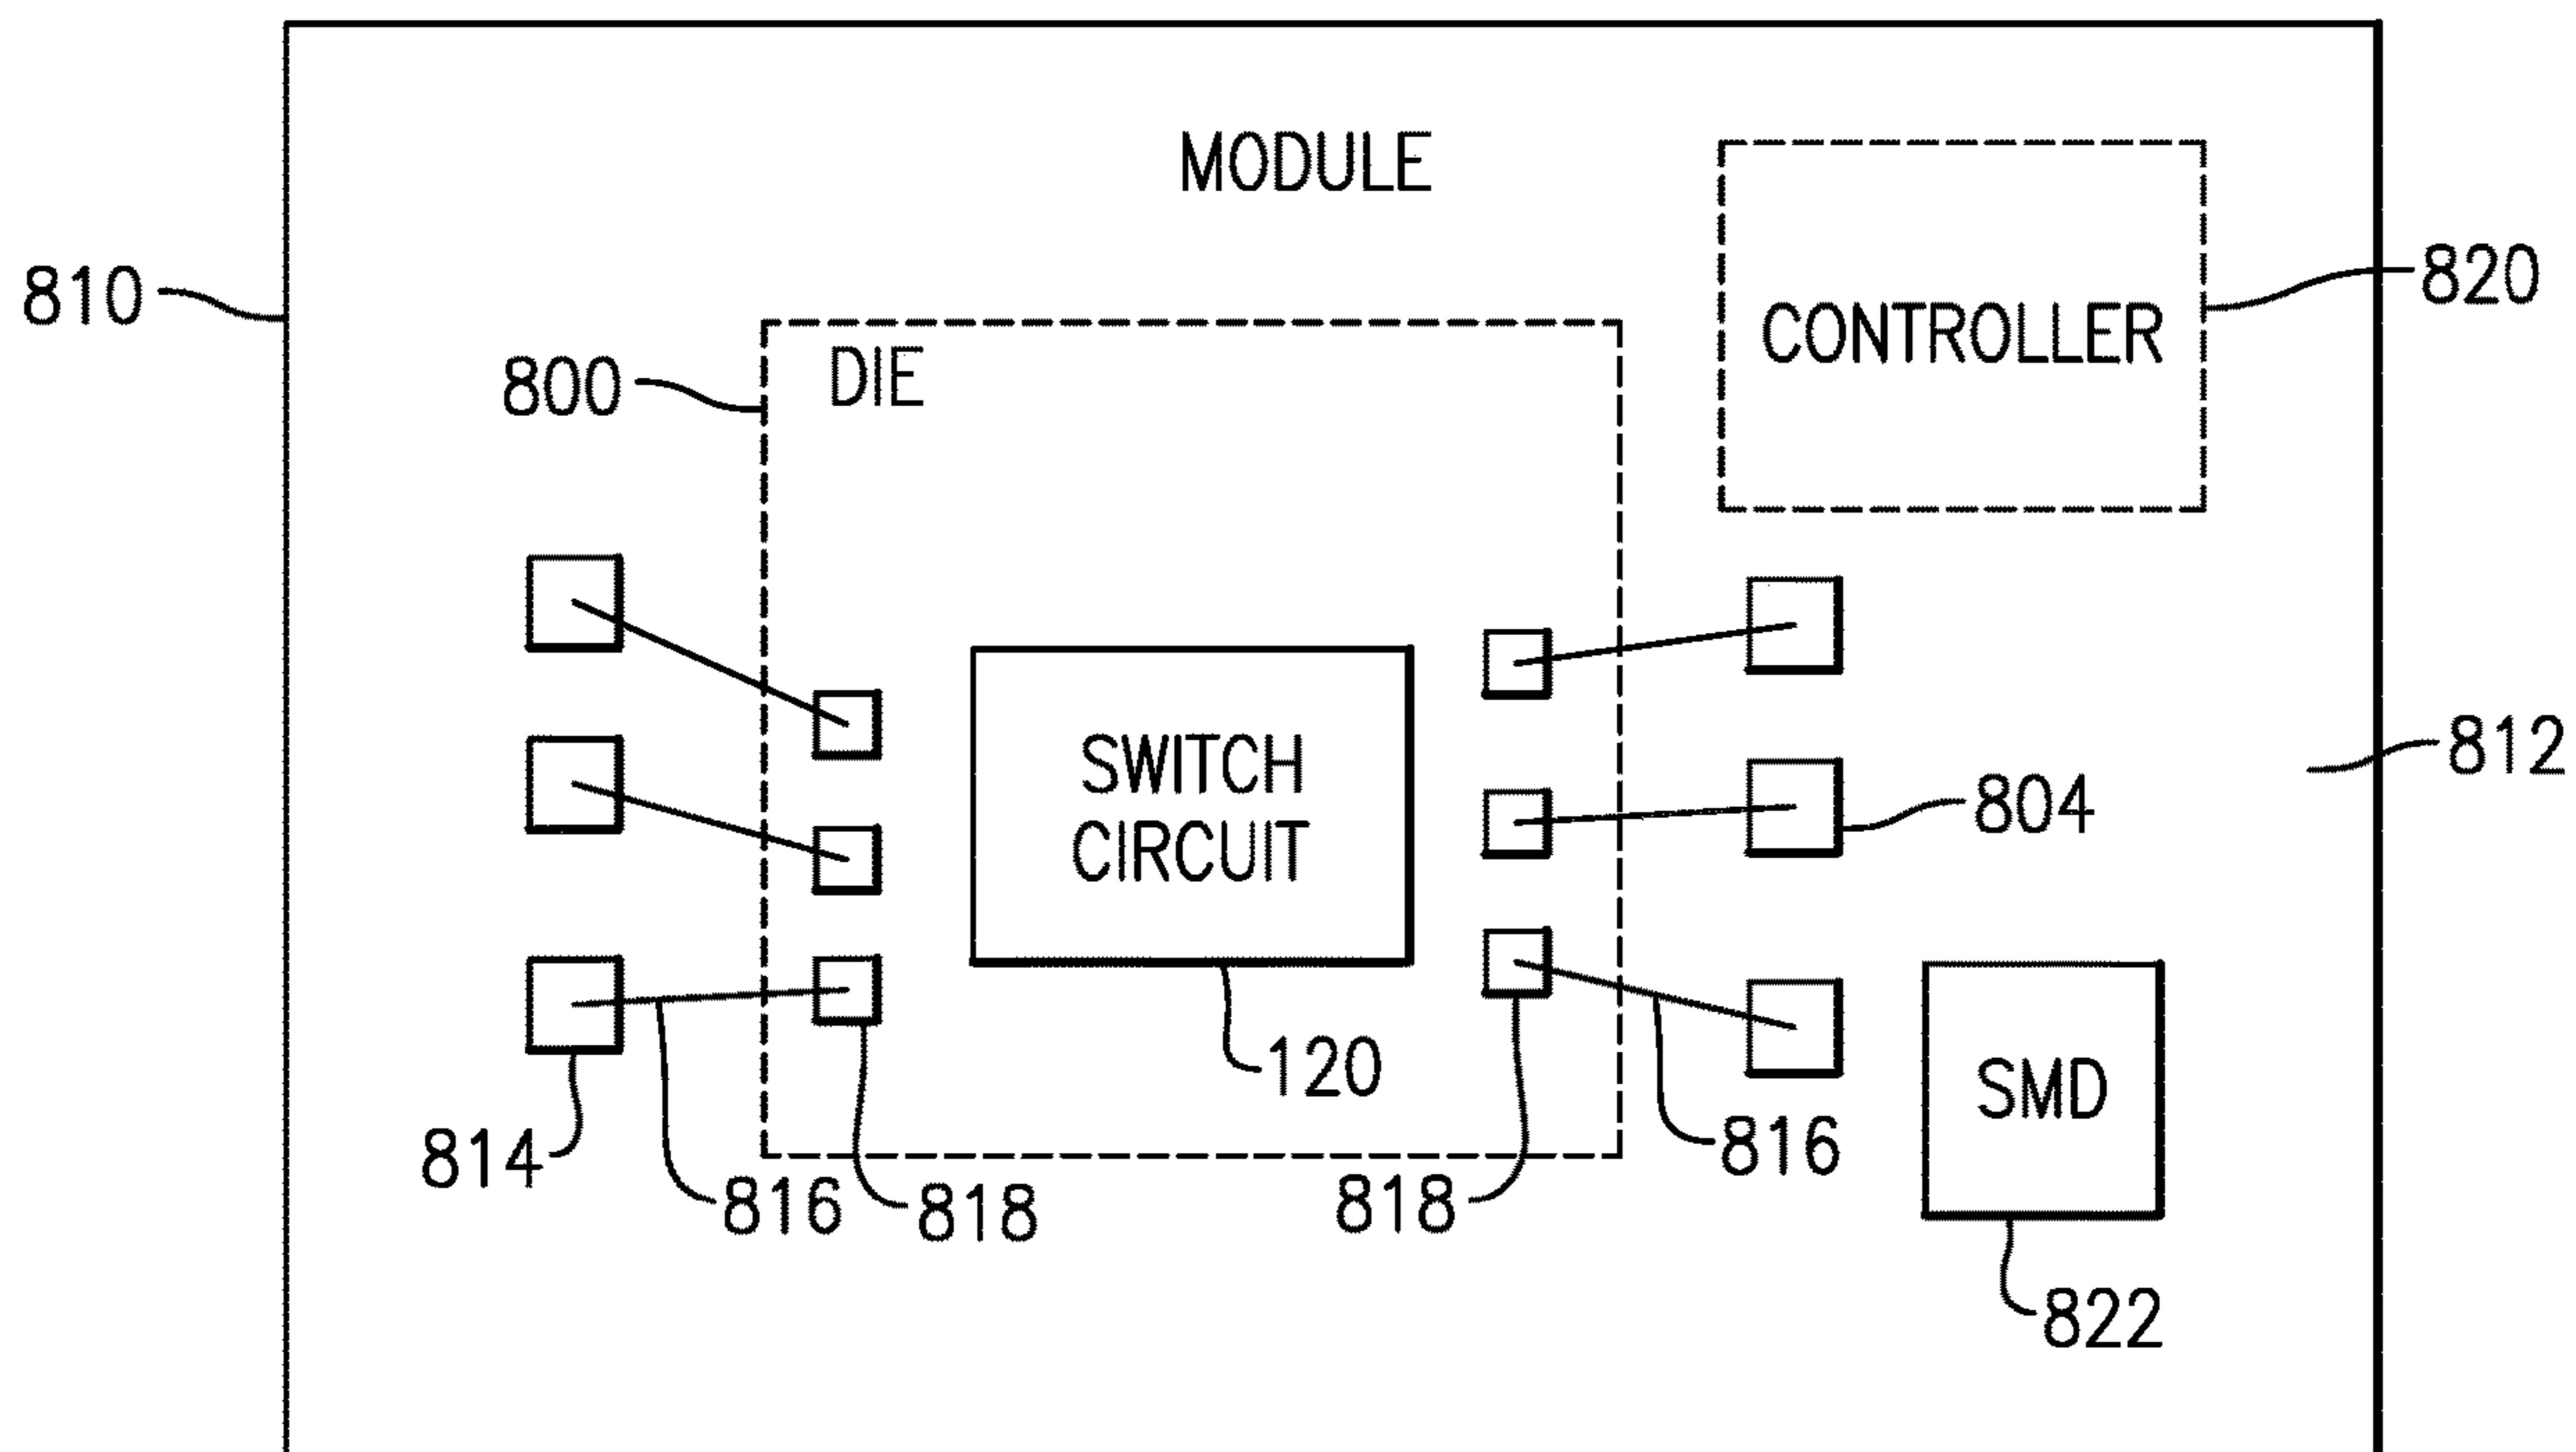 MODULE
810
820
CONTROLLER
800
DIE
812
804
SWITCH
CIRCUIT
120
SMD
814
816
818
818
816
822